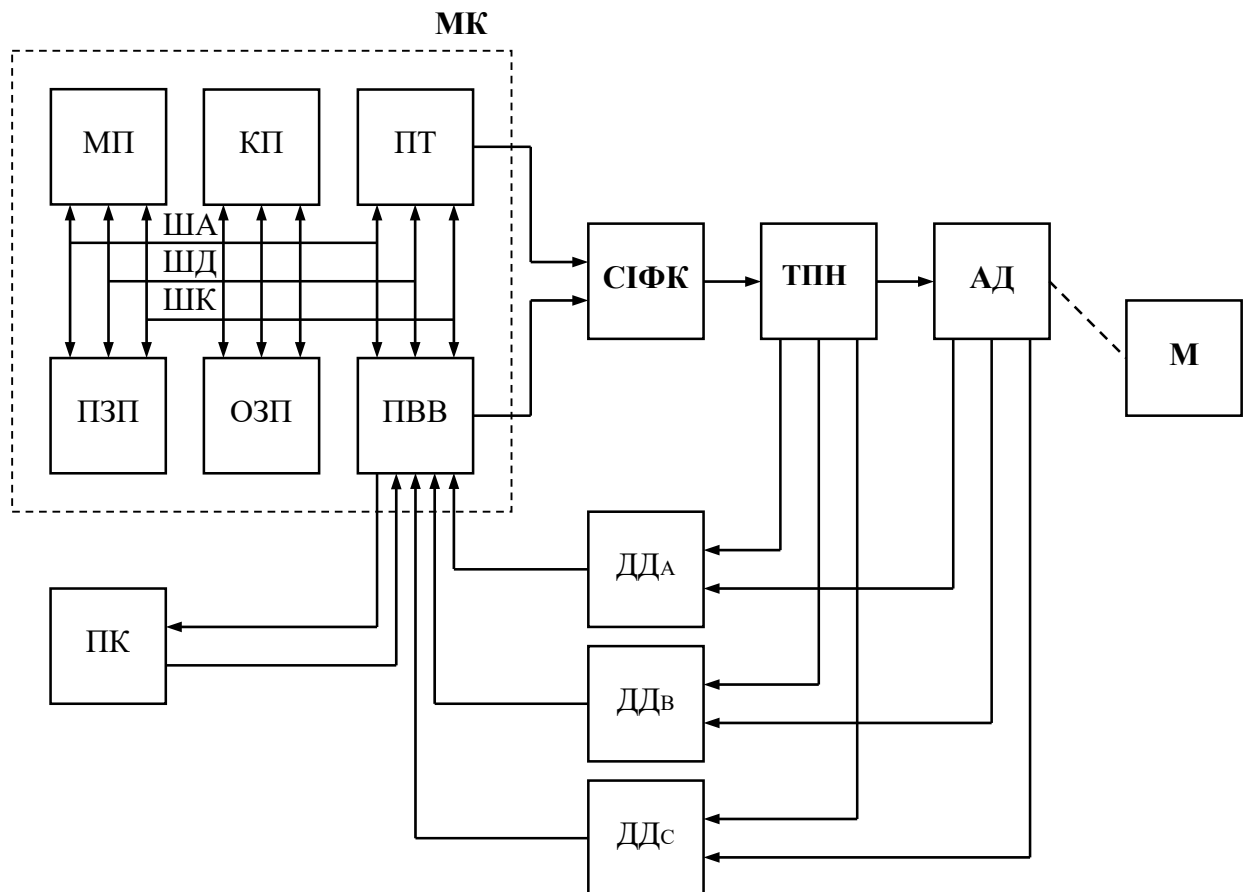 МК
МП КП ПТ
ША
ШД
ШК
СІФК ТПН АД
М
ПЗП ОЗП ПВВ
ДДА
ПК
ДДВ
ДДС